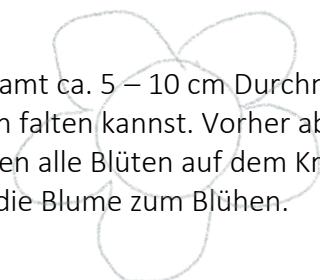 amt ca. 5 – 10 cm Durchm
n falten kannst. Vorher ab
en alle Blüten auf dem Kn
die Blume zum Blühen.